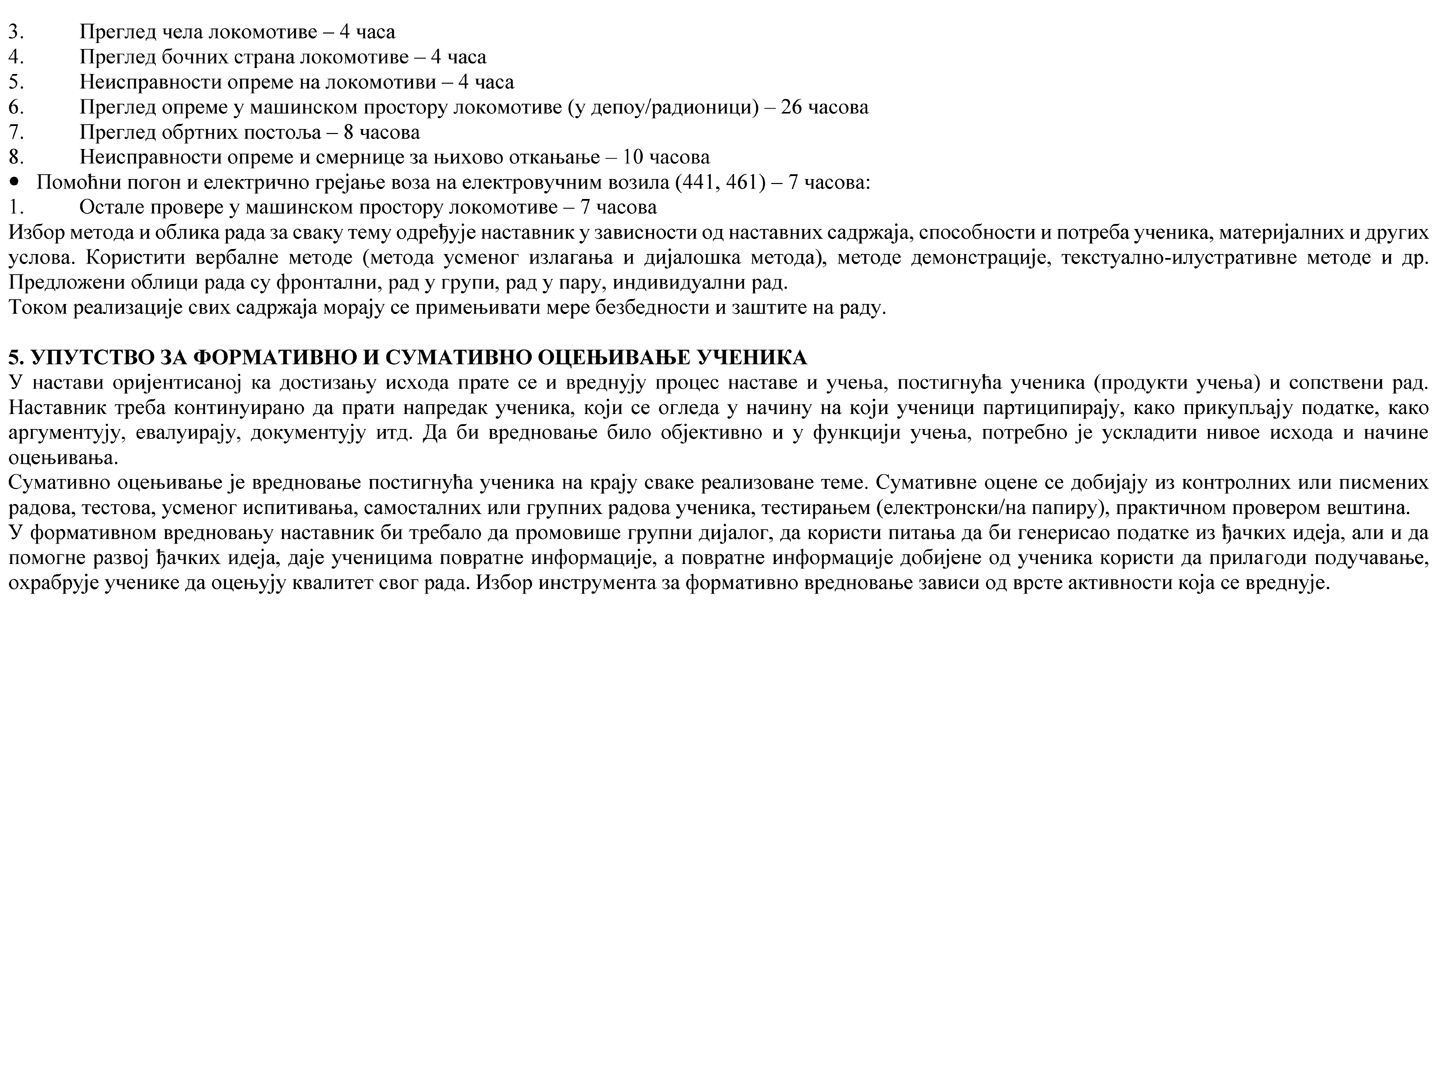 3. Преглед чела локомотиве – 4 часа
4. Преглед бочних страна локомотиве – 4 часа
5. Неисправности опреме на локомотиви – 4 часа
6. Преглед опреме у машинском простору локомотиве (у депоу/радионици) – 26 часова
7. Преглед обртних постоља – 8 часова
8. Неисправности опреме и смернице за њихово откањање – 10 часова
• Помоћни погон и електрично грејање воза на електровучним возила (441, 461) – 7 часова:
1. Остале провере у машинском простору локомотиве – 7 часова
Избор метода и облика рада за сваку тему одређује наставник у зависности од наставних садржаја, способности и потреба ученика, материјалних и других
услова. Користити вербалне методе (метода усменог излагања и дијалошка метода), методе демонстрације, текстуално-илустративне методе и др.
Предложени облици рада су фронтални, рад у групи, рад у пару, индивидуални рад.
Током реализације свих садржаја морају се примењивати мере безбедности и заштите на раду.
5. УПУТСТВО ЗА ФОРМАТИВНО И СУМАТИВНО ОЦЕЊИВАЊЕ УЧЕНИКА
У настави оријентисаној ка достизању исхода прате се и вреднују процес наставе и учења, постигнућа ученика (продукти учења) и сопствени рад.
Наставник треба континуирано да прати напредак ученика, који се огледа у начину на који ученици партиципирају, како прикупљају податке, како
аргументују, евалуирају, документују итд. Да би вредновање било објективно и у функцији учења, потребно је ускладити нивое исхода и начине
оцењивања.
Сумативно оцењивање је вредновање постигнућа ученика на крају сваке реализоване теме. Сумативне оцене се добијају из контролних или писмених
радова, тестова, усменог испитивања, самосталних или групних радова ученика, тестирањем (електронски/на папиру), практичном провером вештина.
У формативном вредновању наставник би требало да промовише групни дијалог, да користи питања да би генерисао податке из ђачких идеја, али и да
помогне развој ђачких идеја, даје ученицима повратне информације, а повратне информације добијене од ученика користи да прилагоди подучавање,
охрабрује ученике да оцењују квалитет свог рада. Избор инструмента за формативно вредновање зависи од врсте активности која се вреднује.